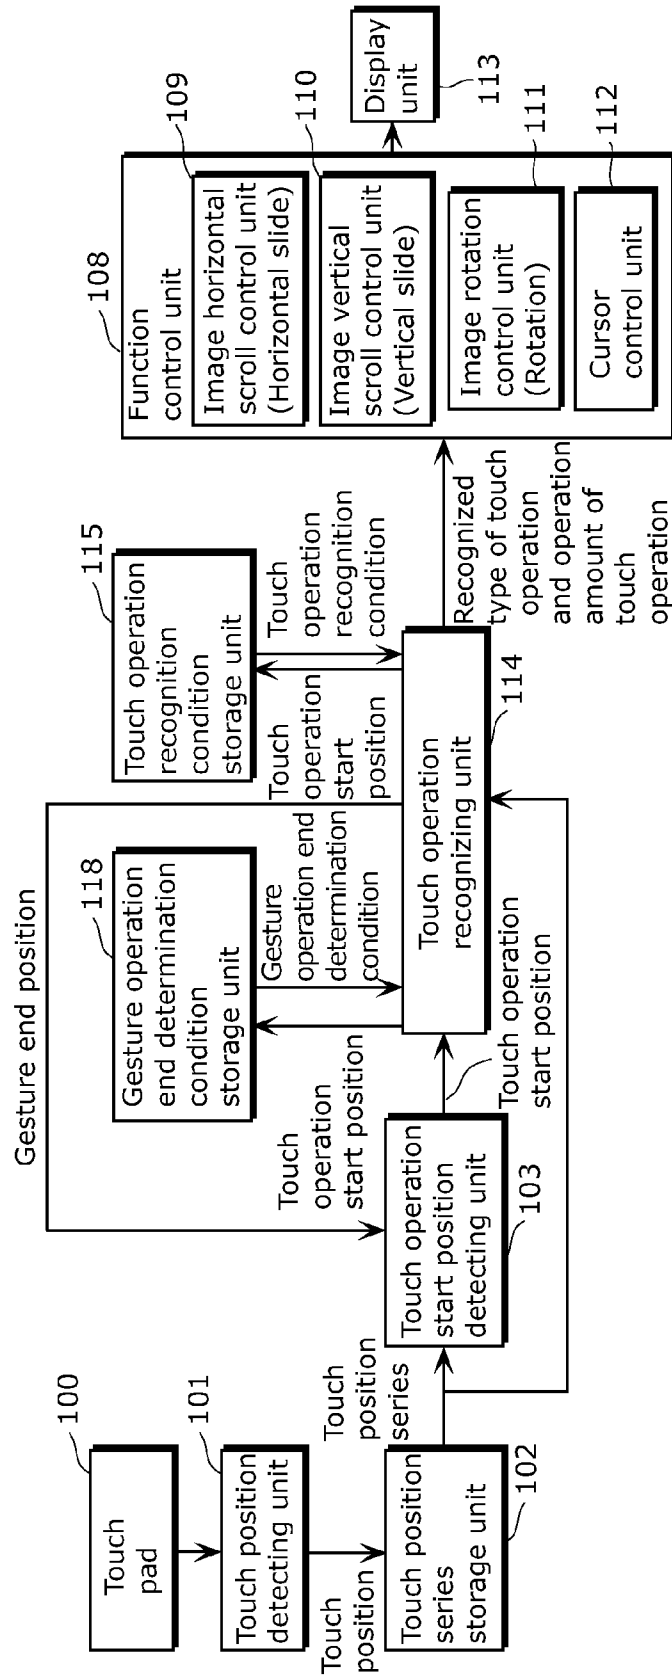 100
Touch
pad
101
Touch position
detecting unit
Touch
position
Touch position
series
storage unit
102
Touch
position
series
Touch operation
start position
detecting unit
103
Gesture end position
Touch
operation
start position
118
Gesture operation
end determination
condition
storage unit
Gesture
operation end
determination
condition
Touch operation
start position
Touch operation
recognizing unit
114
115
Touch operation
recognition
condition
storage unit
Touch
operation
start
position
Touch
operation
recognition
condition
Recognized
type of touch
operation
and operation
amount of
touch
operation
108
Function
control unit
109
Image horizontal
scroll control unit
(Horizontal slide)
110
Image vertical
scroll control unit
(Vertical slide)
111
Image rotation
control unit
(Rotation)
112
Cursor
control unit
Display
unit
113